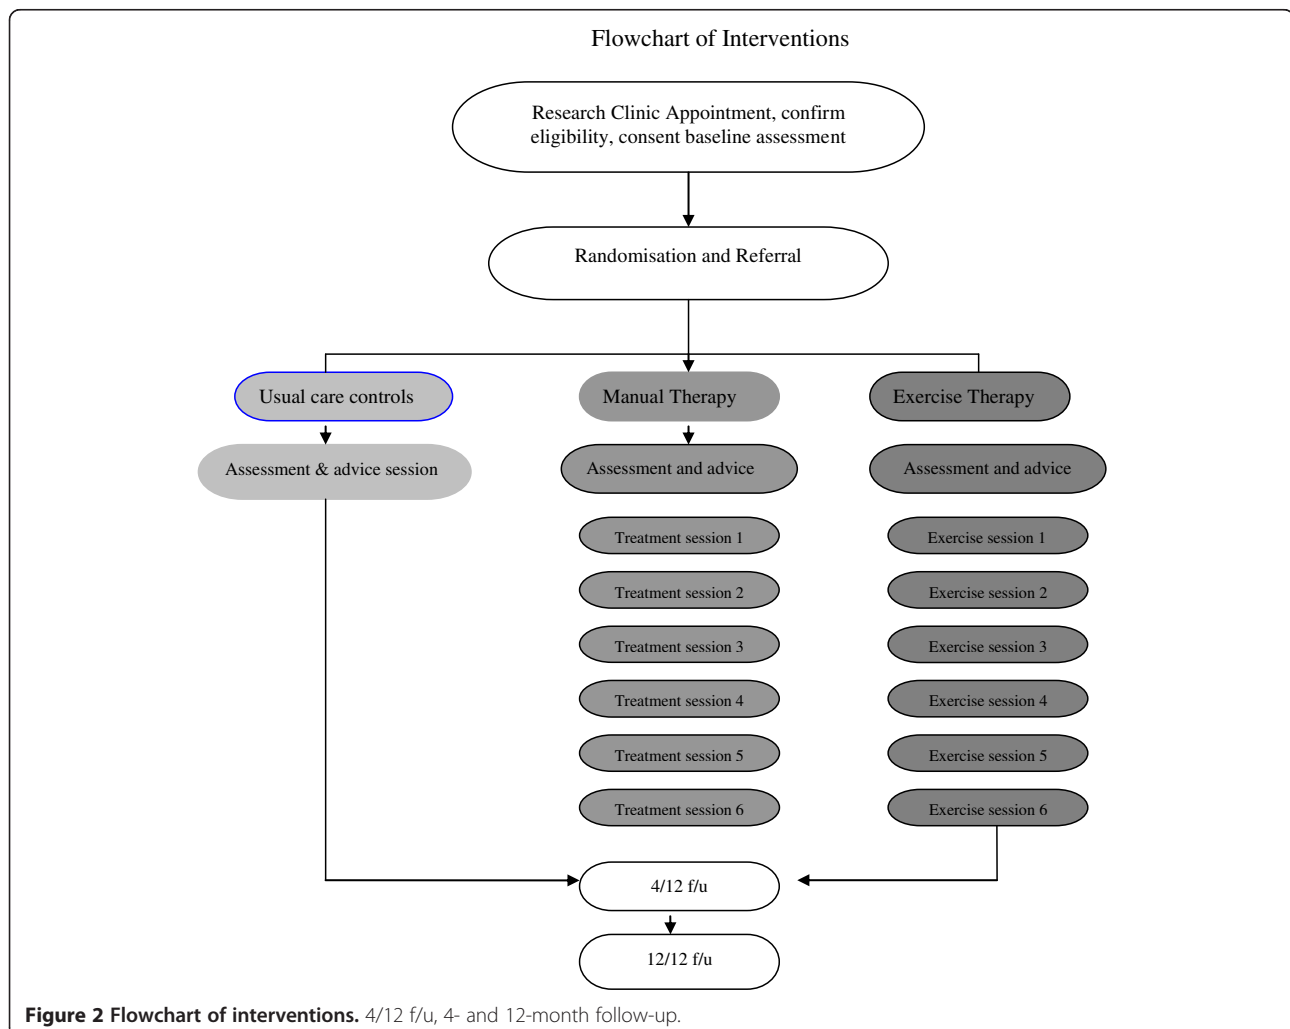 Flowchart of Interventions
Research Clinic Appointment, confirm
eligibility, consent baseline assessment
Randomisation and Referral
Usual care controls
Manual Therapy
Exercise Therapy
Assessment & advice session
Assessment and advice
Assessment and advice
Treatment session 1
Exercise session 1
Treatment session 2
Exercise session 2
Treatment session 3
Exercise session 3
Treatment session 4
Exercise session 4
Treatment session 5
Exercise session 5
Treatment session 6
Exercise session 6
4/12 f/u
12/12 f/u
Figure 2 Flowchart of interventions. 4/12 f/u, 4- and 12-month follow-up.